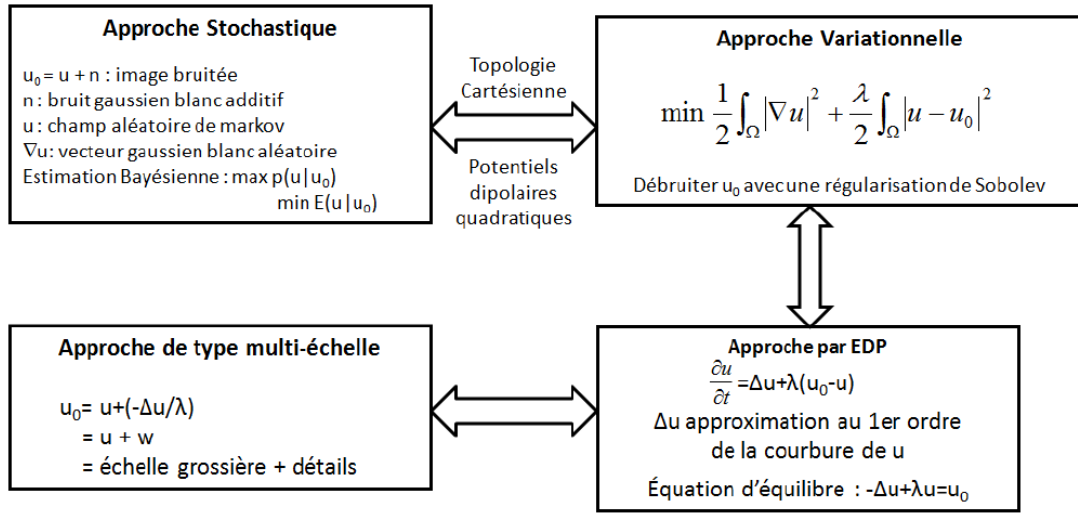 Approche Stochastique
u₀ = u + n : image bruitée
n : bruit gaussien blanc additif
u : champ aléatoire de markov
∇u: vecteur gaussien blanc aléatoire
Estimation Bayésienne : max p(u|u₀)
min E(u|u₀)
Topologie
Cartésienne
Potentiels
dipolaires
quadratiques
Approche Variationnelle
min 1/2 ∫_Ω |∇u|² + λ/2 ∫_Ω |u − u₀|²
Débruiter u₀ avec une régularisation de Sobolev
Approche de type multi-échelle
u₀= u+(-Δu/λ)
= u + w
= échelle grossière + détails
Approche par EDP
∂u/∂t =Δu+λ(u₀-u)
Δu approximation au 1er ordre
de la courbure de u
Équation d'équilibre : -Δu+λu=u₀